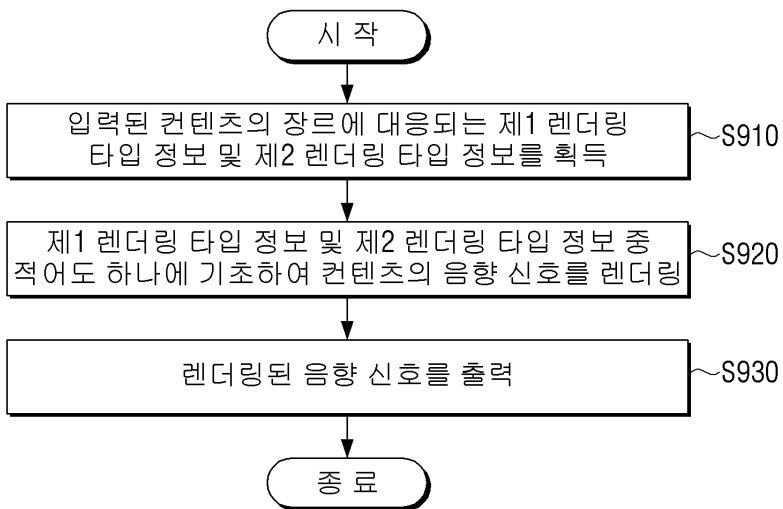 시 작
입력된 컨텐츠의 장르에 대응되는 제1 렌더링
타입 정보 및 제2 렌더링 타입 정보를 획득
S910
제1 렌더링 타입 정보 및 제2 렌더링 타입 정보 중
적어도 하나에 기초하여 컨텐츠의 음향 신호를 렌더링
S920
렌더링된 음향 신호를 출력
S930
종 료